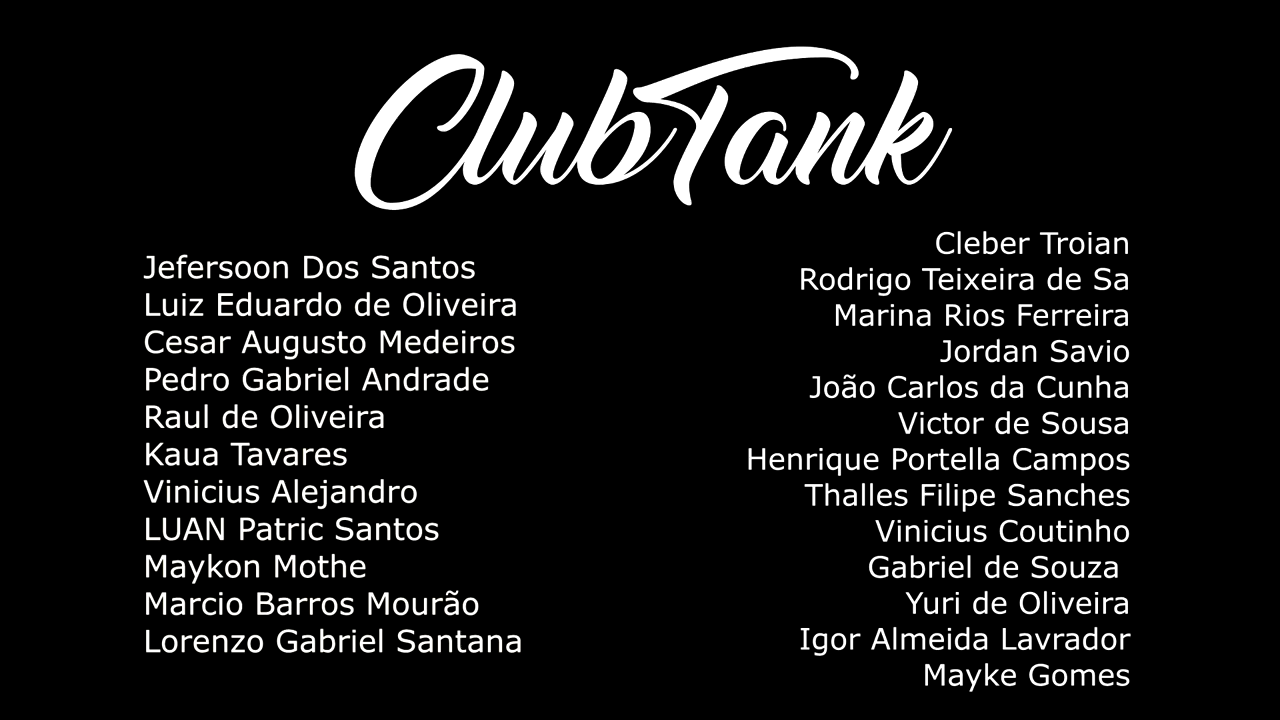 ClubTank
Jefersoon Dos Santos
Luiz Eduardo de Oliveira
Cesar Augusto Medeiros
Pedro Gabriel Andrade
Raul de Oliveira
Kaua Tavares
Vinicius Alejandro
LUAN Patric Santos
Maykon Mothe
Marcio Barros Mourão
Lorenzo Gabriel Santana
Cleber Troian
Rodrigo Teixeira de Sa
Marina Rios Ferreira
Jordan Savio
João Carlos da Cunha
Victor de Sousa
Henrique Portella Campos
Thalles Filipe Sanches
Vinicius Coutinho
Gabriel de Souza
Yuri de Oliveira
Igor Almeida Lavrador
Mayke Gomes